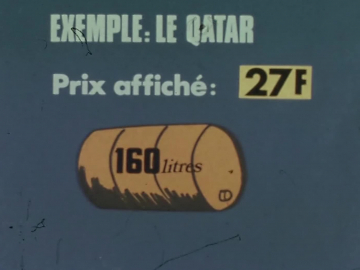 EXEMPLE: LE QATAR
Prix affiché: 27F
160 litres